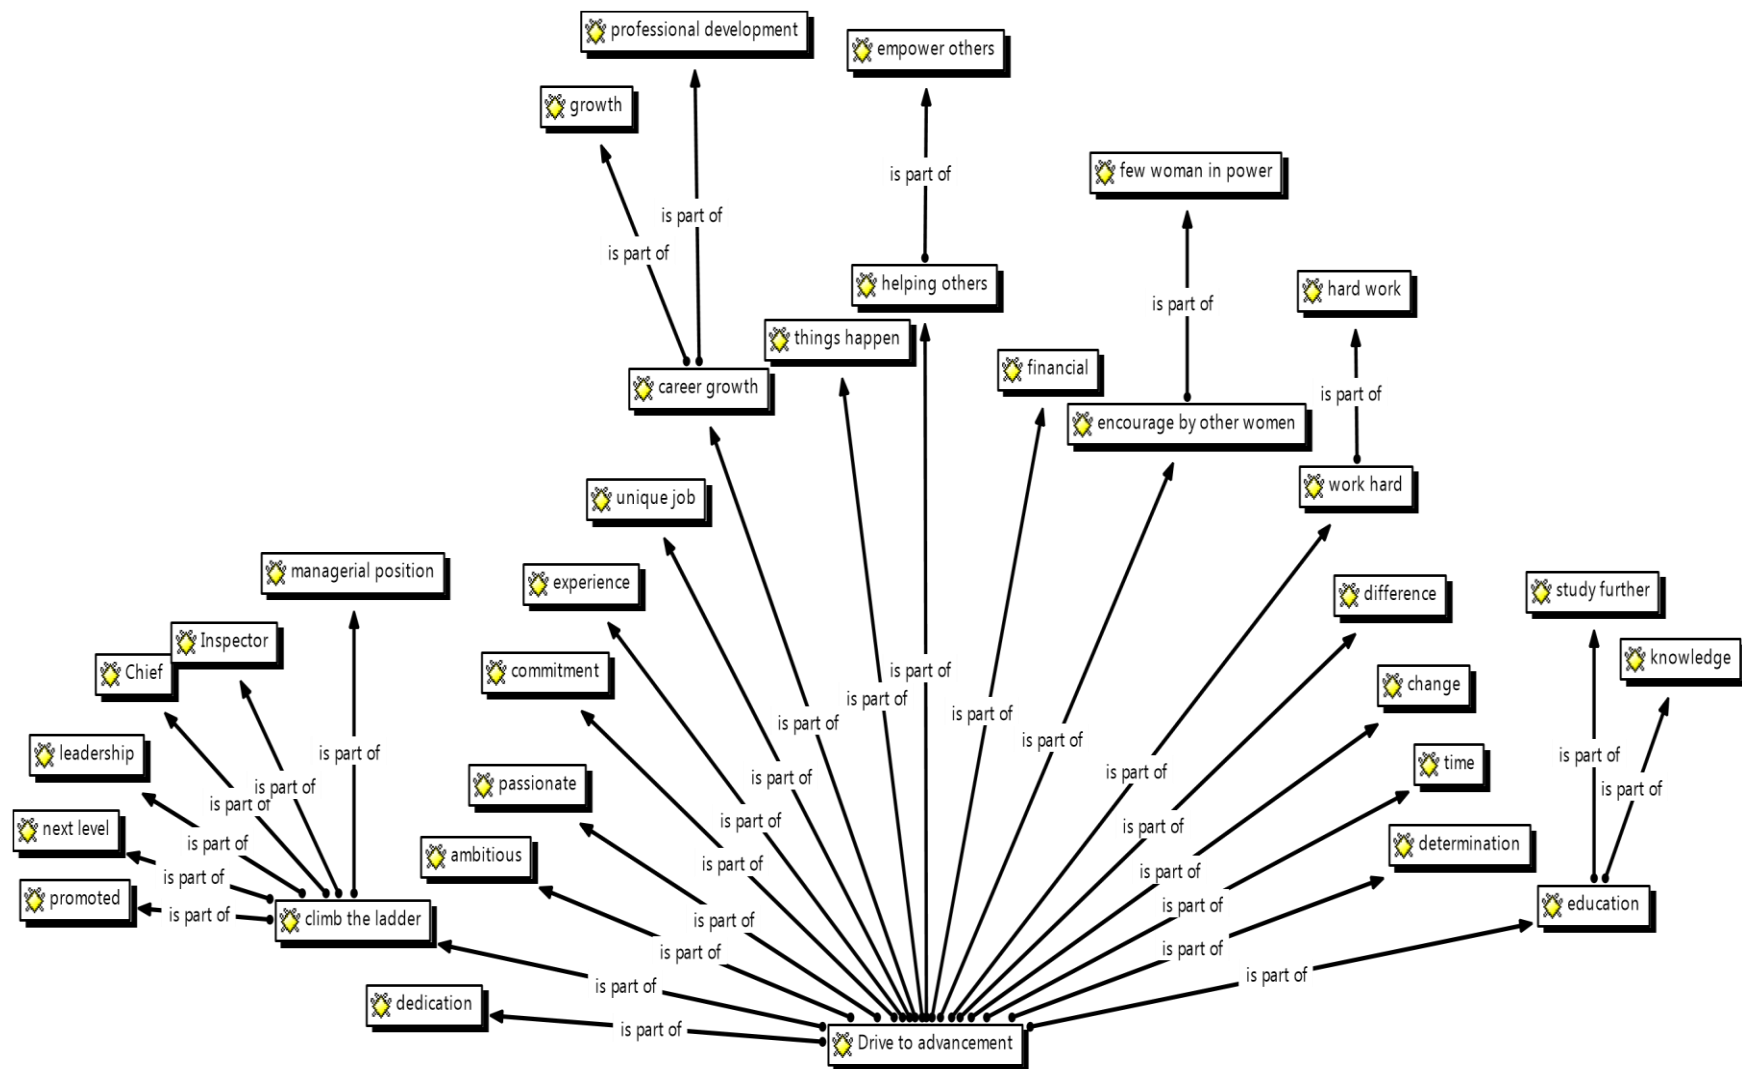 professional development
empower others
growth
is part of
few woman in power
is part of
is part of
helping others
hard work
is part of
things happen
financial
career growth
is part of
encourage by other women
unique job
work hard
managerial position
experience
difference
study further
Inspector
Chief
commitment
knowledge
is part of
change
is part of
is part of
is part of
is part of
leadership
is part of
is part of
time
is part of
passionate
is part of
is part of
is part of
is part of
next level
is part of
is part of
is part of
determination
ambitious
is part of
is part of
is part of
promoted
is part of
climb the ladder
is part of
is part of
education
is part of
is part of
is part of
is part of
dedication
is part of
Drive to advancement